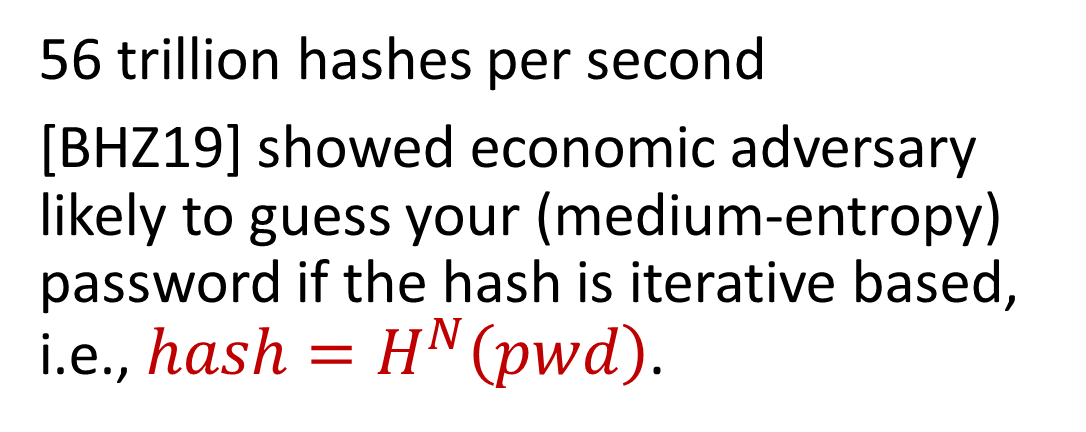 56 trillion hashes per second
[BHZ19] showed economic adversary
likely to guess your (medium-entropy)
password if the hash is iterative based,
i.e., hash = Hᴺ(pwd).